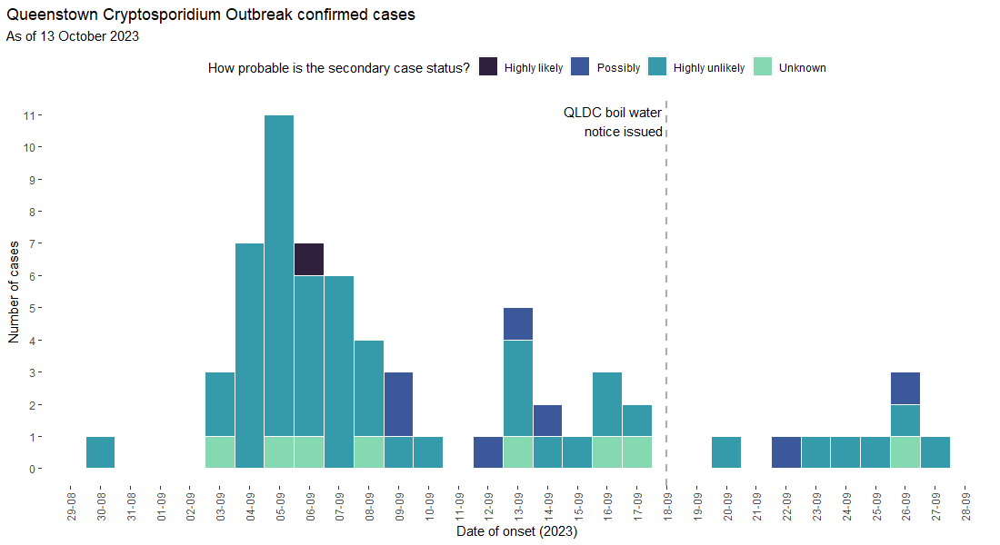 Queenstown Cryptosporidium Outbreak confirmed cases
As of 13 October 2023
How probable is the secondary case status? Highly likely Possibly Highly unlikely Unknown
QLDC boil water
notice issued
Number of cases
11
10
9
8
7
6
5
4
3
2
1
0
29-08 30-08 31-08 01-09 02-09 03-09 04-09 05-09 06-09 07-09 08-09 09-09 10-09 11-09 12-09 13-09 14-09 15-09 16-09 17-09 18-09 19-09 20-09 21-09 22-09 23-09 24-09 25-09 26-09 27-09 28-09
Date of onset (2023)